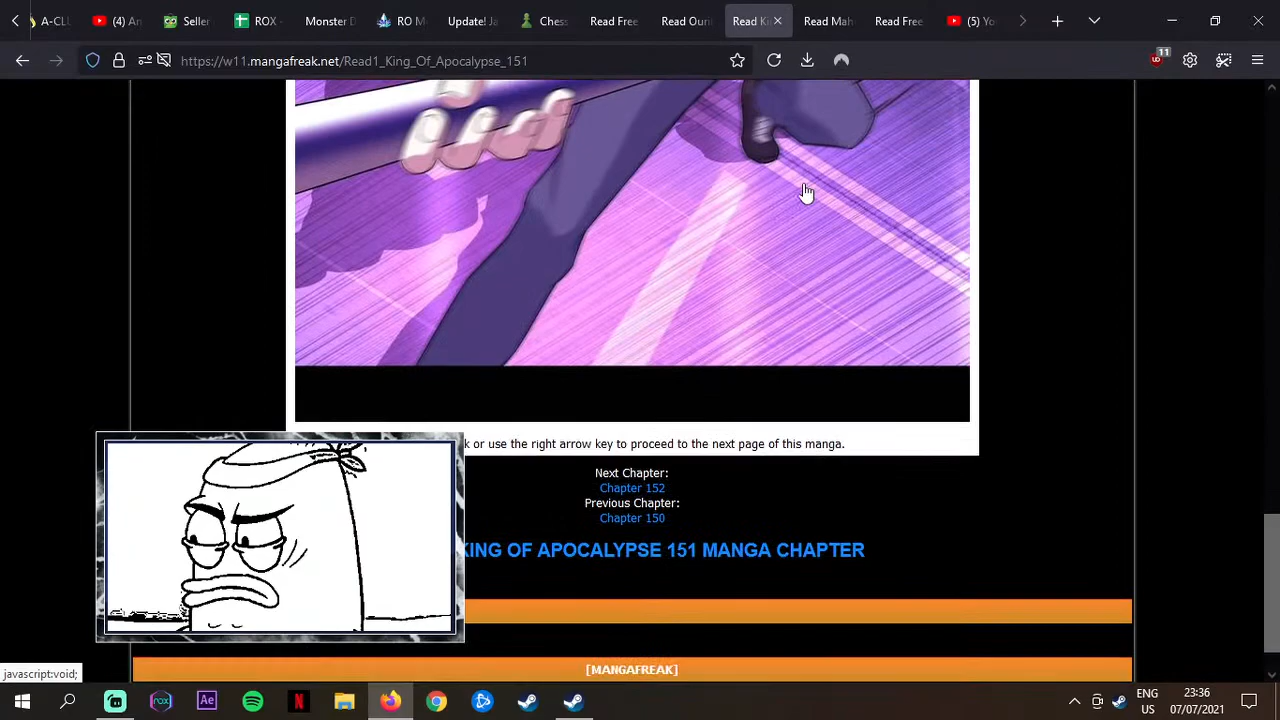 A-CL
(4) An
Seller
ROX -
Monster D
RO M
Update! Ja
Chess
Read Free
Read Our
Read Ki
Read Mah
Read Free
(5) Yo
https://w11.mangafreak.net/Read1_King_Of_Apocalypse_151
11
k or use the right arrow key to proceed to the next page of this manga.
Next Chapter:
Chapter 152
Previous Chapter:
Chapter 150
KING OF APOCALYPSE 151 MANGA CHAPTER
[MANGAFREAK]
javascript:void;
rox
Ae
N
ENG
US
23:36
07/07/2021